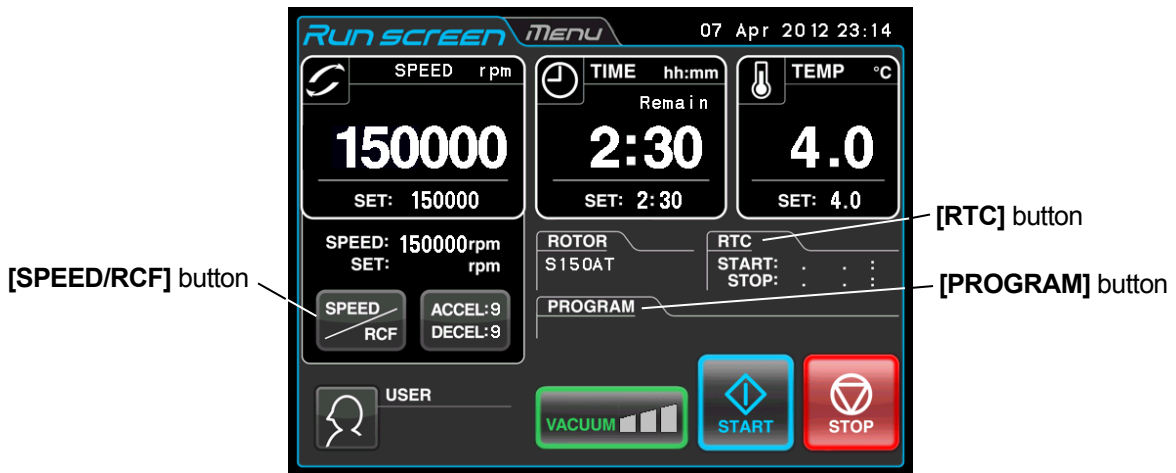 Run screen Menu 07 Apr 2012 23:14
SPEED rpm
150000
SET: 150000
TIME hh:mm
Remain
2:30
SET: 2:30
TEMP °C
4.0
SET: 4.0
SPEED: 150000rpm
SET: rpm
SPEED
RCF
ACCEL:9
DECEL:9
ROTOR
S150AT
RTC
START: . . :
STOP: . . :
PROGRAM
USER
VACUUM
START
STOP
[SPEED/RCF] button
[RTC] button
[PROGRAM] button